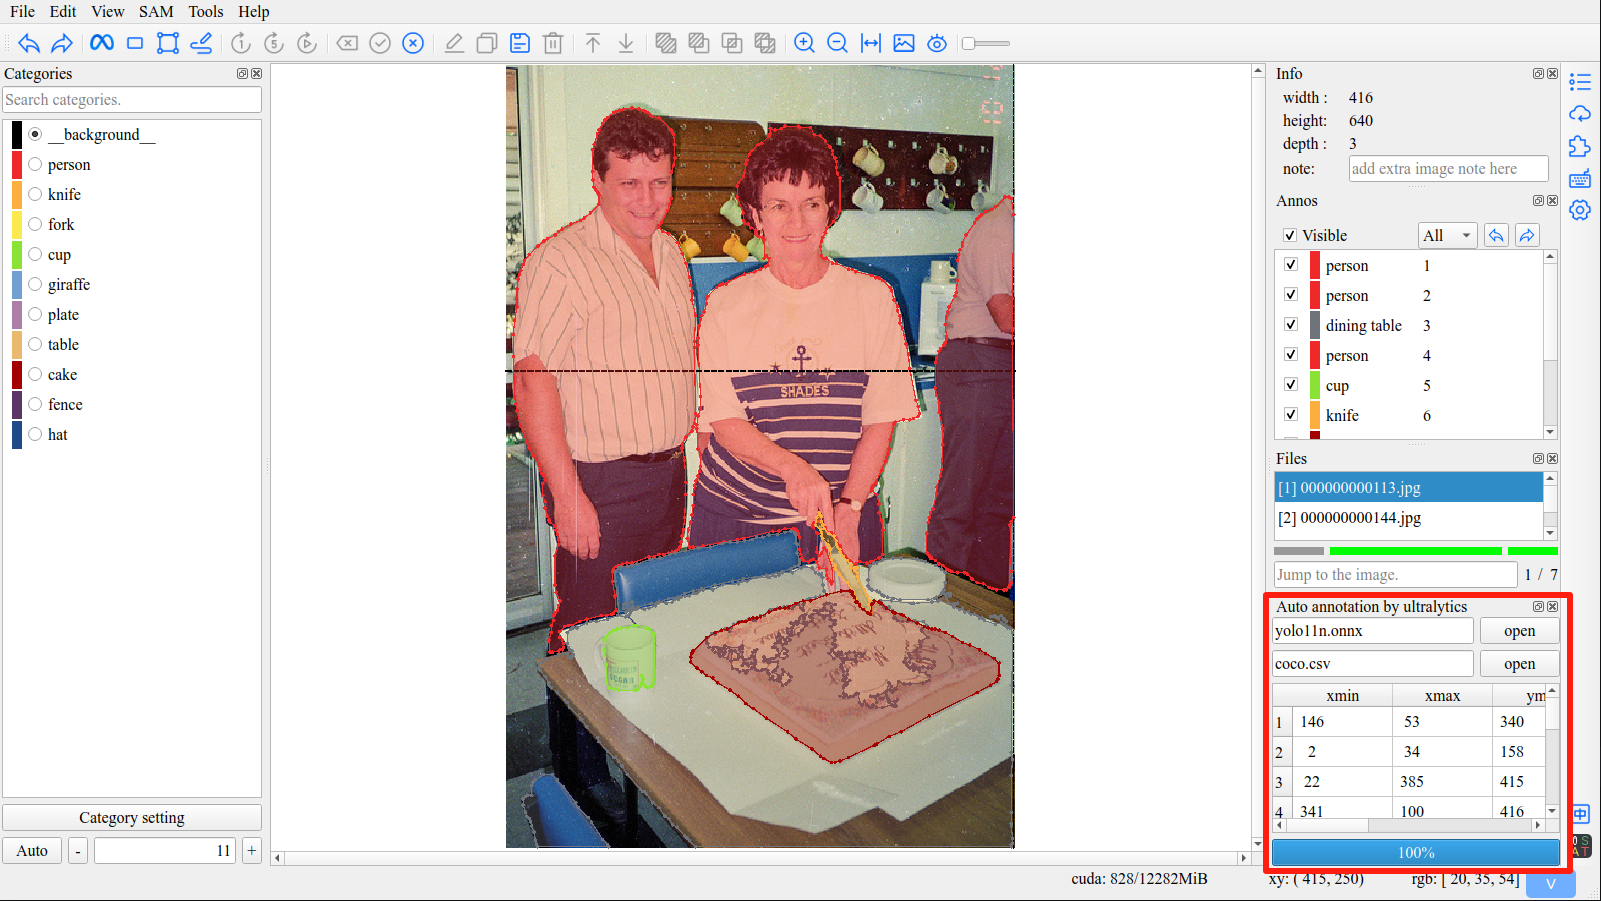 File Edit View SAM Tools Help
1 5
Categories
Search categories.
__background__
person
knife
fork
cup
giraffe
plate
table
cake
fence
hat
Category setting
Auto - 11 +
SHADES
Info
width : 416
height: 640
depth : 3
note: add extra image note here
Annos
Visible All
person 1
person 2
dining table 3
person 4
cup 5
knife 6
Files
[1] 000000000113.jpg
[2] 000000000144.jpg
Jump to the image. 1 / 7
Auto annotation by ultralytics
yolo11n.onnx open
coco.csv open
xmin xmax ym
1 146 53 340
2 2 34 158
3 22 385 415
4 341 100 416
100%
中
S
A T
cuda: 828/12282MiB xy: ( 415, 250) rgb: [ 20, 35, 54]
V